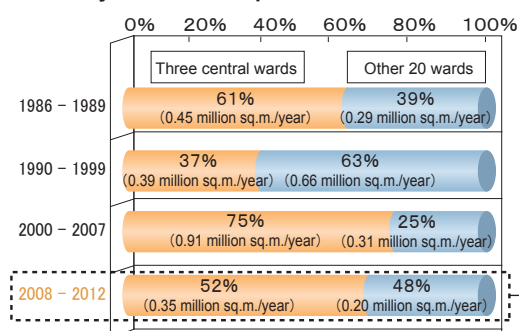 0% 20% 40% 60% 80% 100%
Three central wards Other 20 wards
1986 - 1989 61% 39%
(0.45 million sq.m./year) (0.29 million sq.m./year)
1990 - 1999 37% 63%
(0.39 million sq.m./year) (0.66 million sq.m./year)
2000 - 2007 75% 25%
(0.91 million sq.m./year) (0.31 million sq.m./year)
2008 - 2012 52% 48%
(0.35 million sq.m./year) (0.20 million sq.m./year)